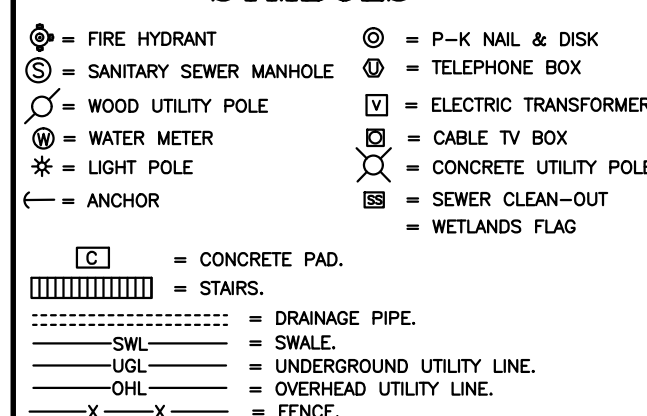 = FIRE HYDRANT
S = SANITARY SEWER MANHOLE
= WOOD UTILITY POLE
W = WATER METER
= LIGHT POLE
= ANCHOR
= P-K NAIL & DISK
U = TELEPHONE BOX
V = ELECTRIC TRANSFORMER
= CABLE TV BOX
= CONCRETE UTILITY POLE
SS = SEWER CLEAN-OUT
= WETLANDS FLAG
C = CONCRETE PAD.
= STAIRS.
= DRAINAGE PIPE.
SWL = SWALE.
UGL = UNDERGROUND UTILITY LINE.
OHL = OVERHEAD UTILITY LINE.
X X = FENCE.